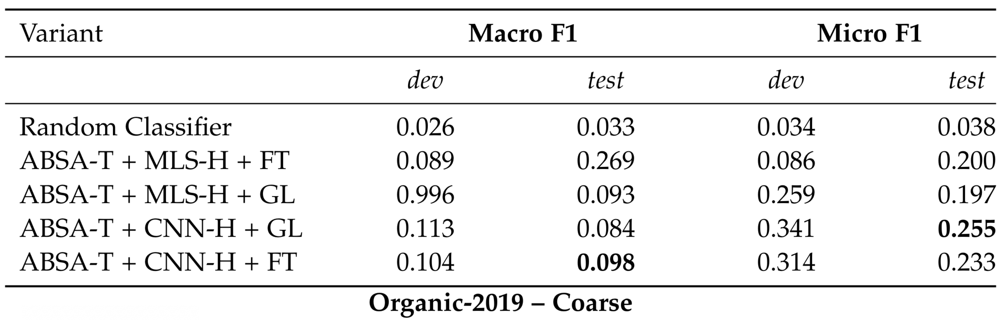 Variant Macro F1 Micro F1
dev test dev test
Random Classifier 0.026 0.033 0.034 0.038
ABSA-T + MLS-H + FT 0.089 0.269 0.086 0.200
ABSA-T + MLS-H + GL 0.996 0.093 0.259 0.197
ABSA-T + CNN-H + GL 0.113 0.084 0.341 0.255
ABSA-T + CNN-H + FT 0.104 0.098 0.314 0.233
Organic-2019 – Coarse